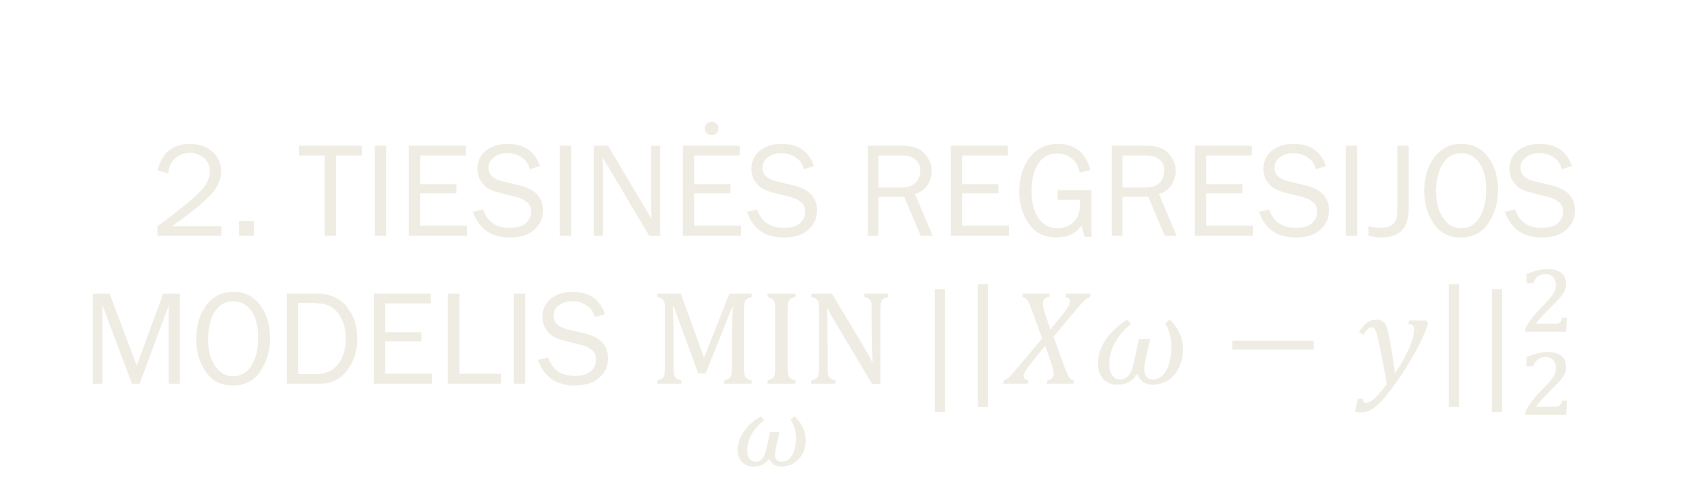 2. TIESINĖS REGRESIJOS
MODELIS MIN ||Xω − y||₂²
ω